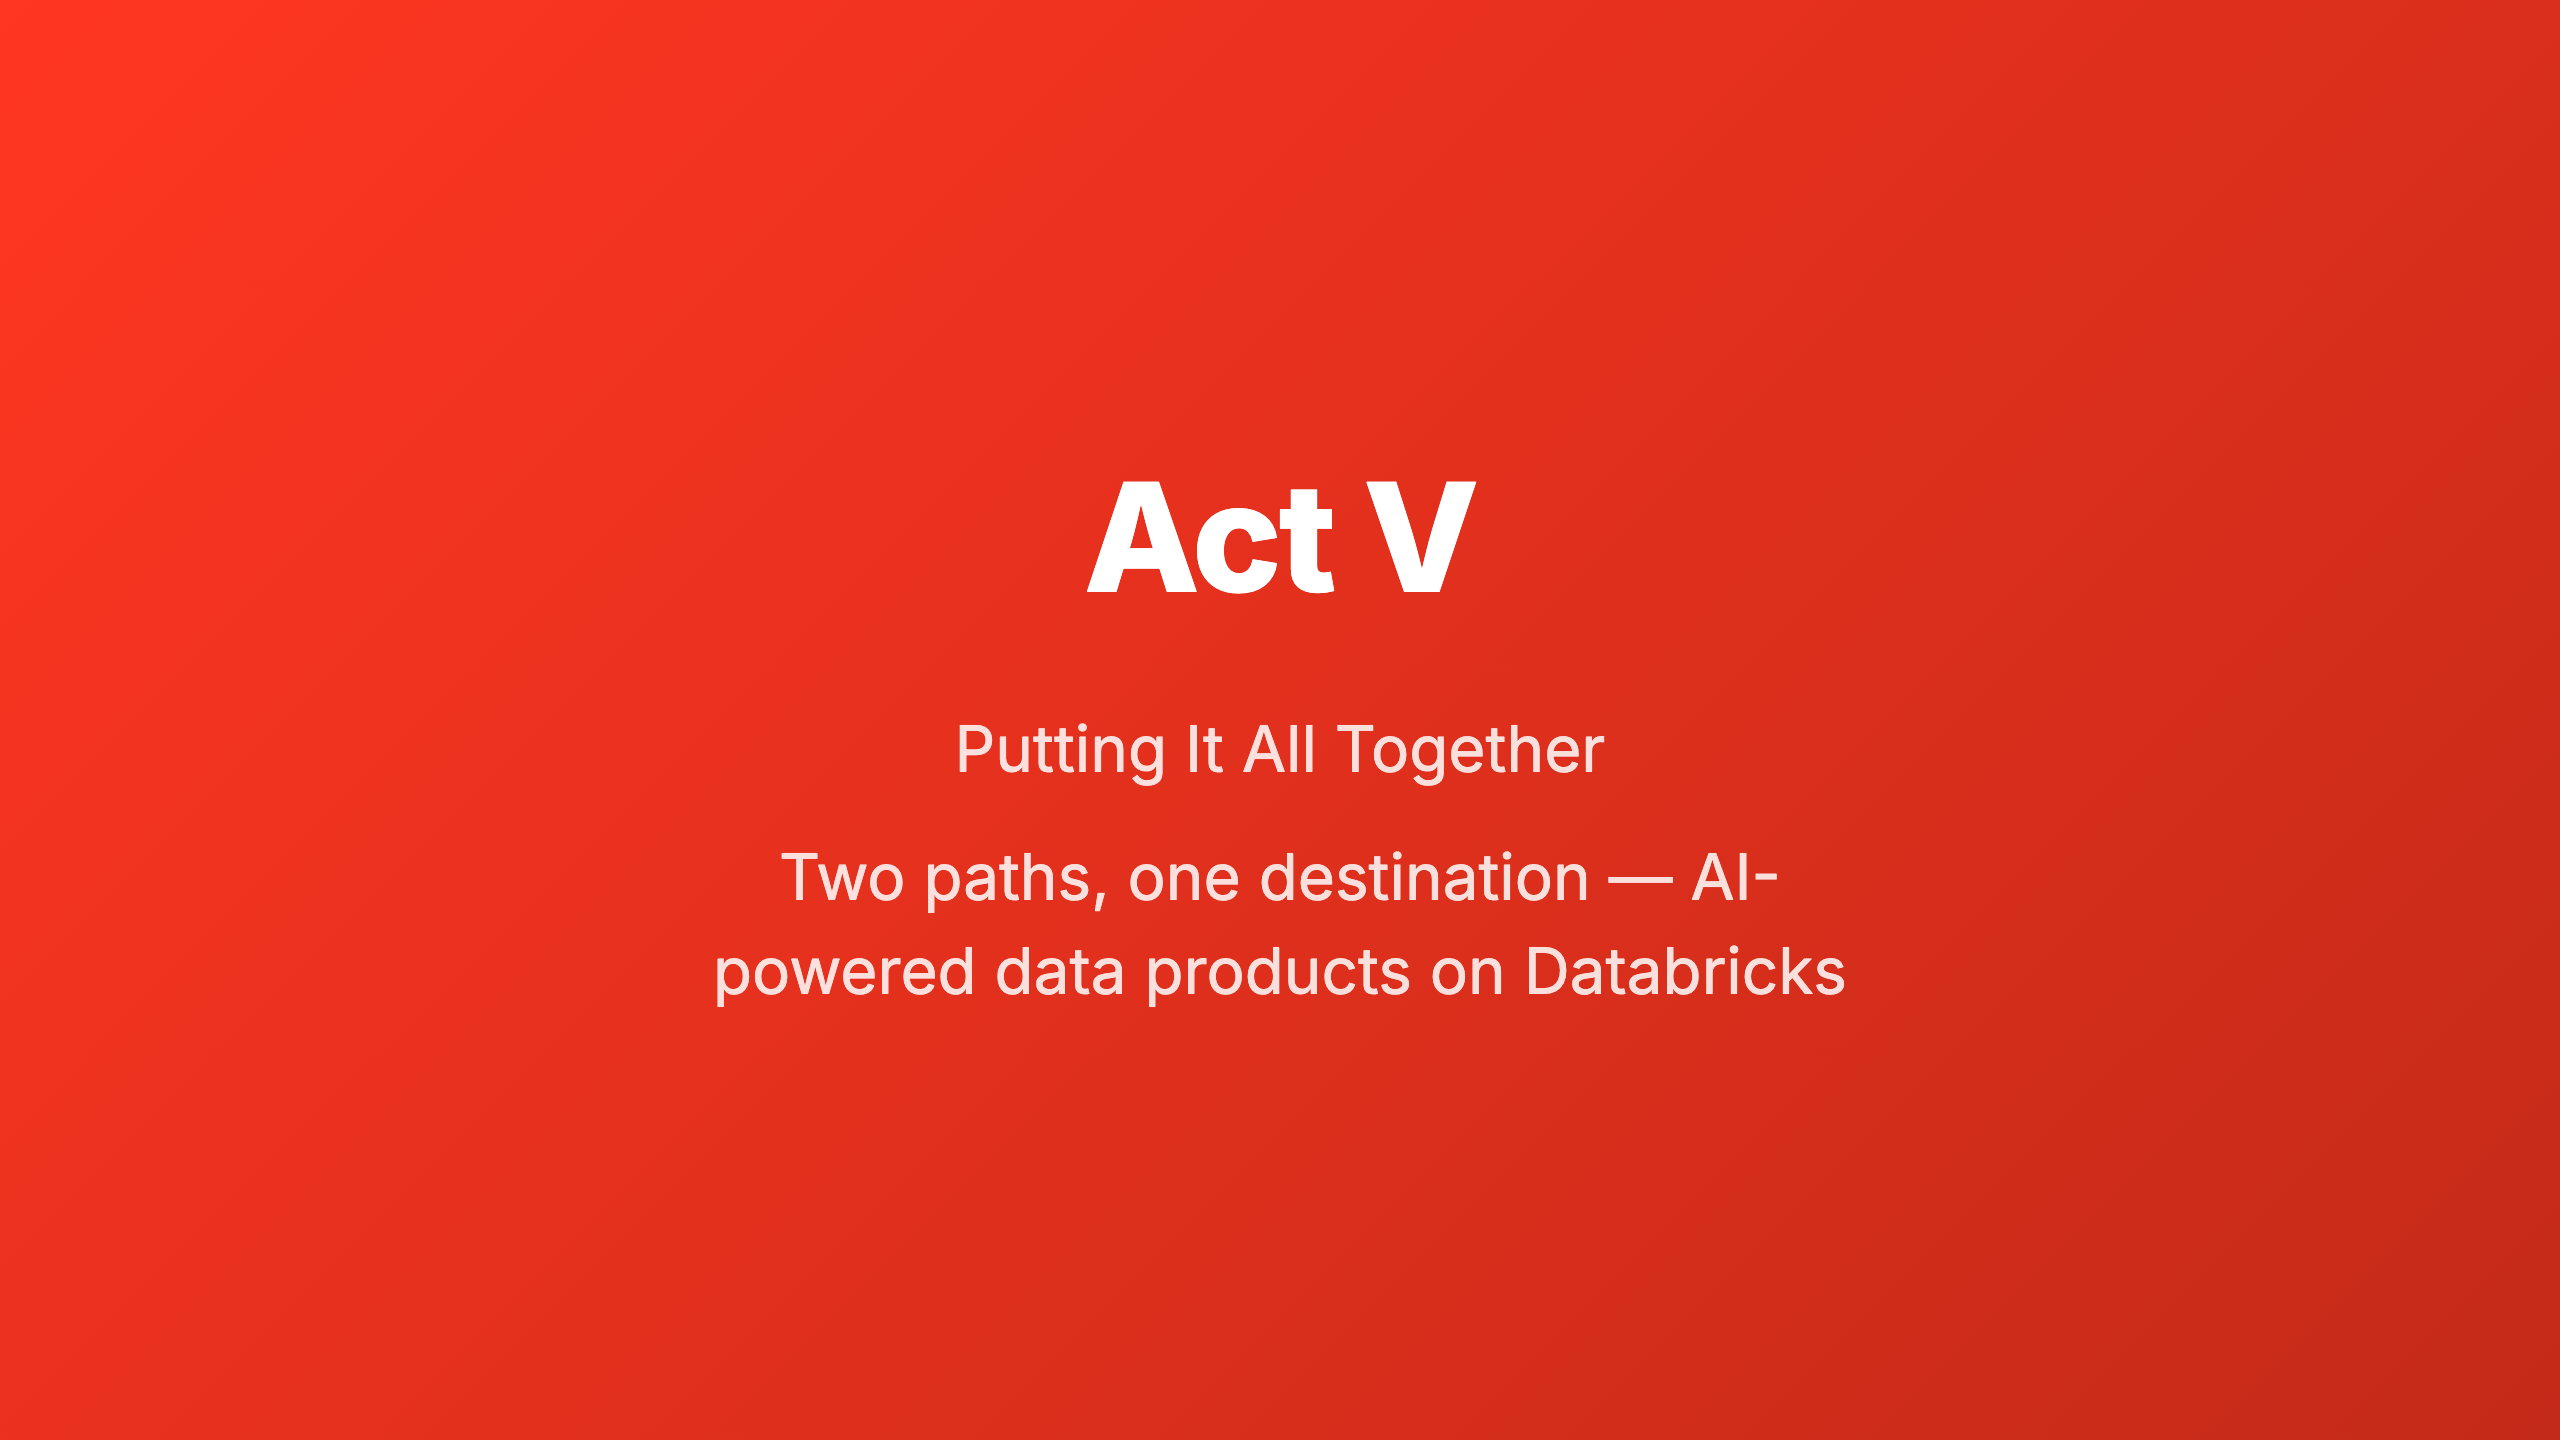 Act V
Putting It All Together
Two paths, one destination — AI-
powered data products on Databricks